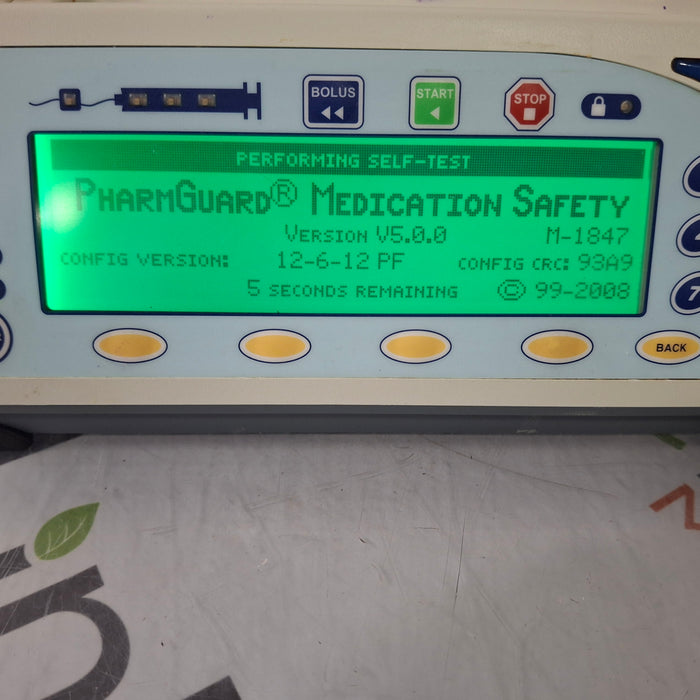 BOLUS
START
STOP
PERFORMING SELF-TEST
PHARMGUARD® MEDICATION SAFETY
VERSION V5.0.0 M-1847
CONFIG VERSION: 12-6-12 PF CONFIG CRC: 93A9
5 SECONDS REMAINING © 99-2008
7
BACK